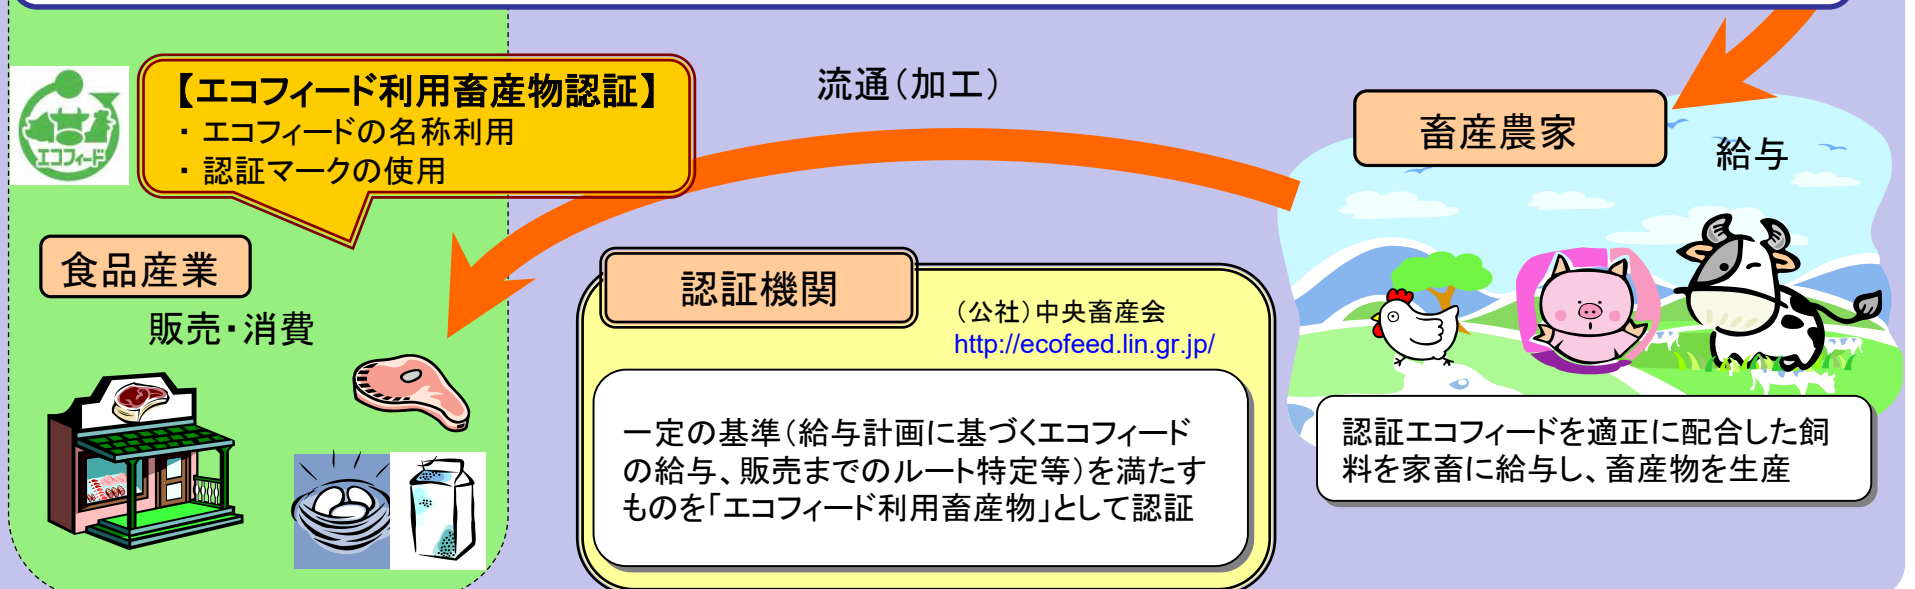 【エコフィード利用畜産物認証】
・ エコフィードの名称利用
・ 認証マークの使用
エコフィード
流通（加工）
畜産農家
給与
食品産業
販売・消費
認証機関
（公社）中央畜産会
http://ecofeed.lin.gr.jp/
一定の基準（給与計画に基づくエコフィード
の給与、販売までのルート特定等）を満たす
ものを「エコフィード利用畜産物」として認証
認証エコフィードを適正に配合した飼
料を家畜に給与し、畜産物を生産